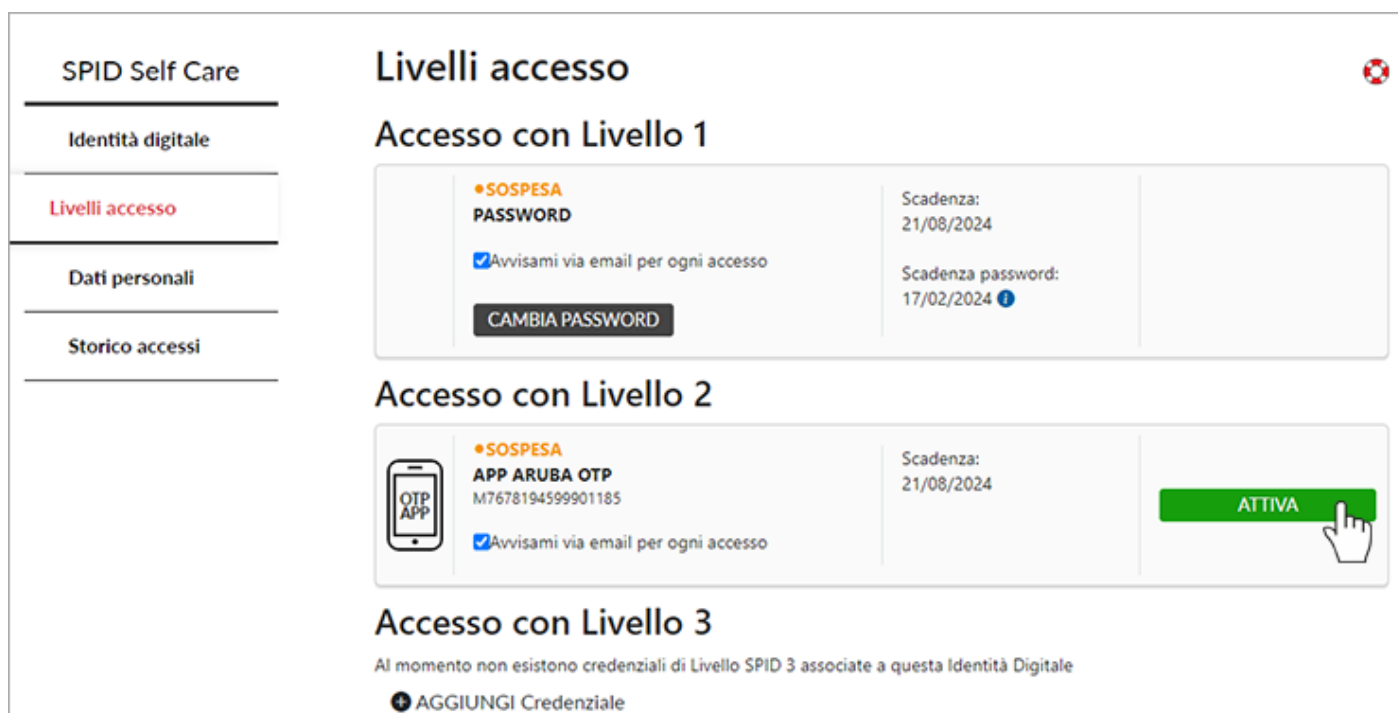 SPID Self Care
Identità digitale
Livelli accesso
Dati personali
Storico accessi
Livelli accesso
Accesso con Livello 1
SOSPESA
PASSWORD
Avvisami via email per ogni accesso
CAMBIA PASSWORD
Scadenza:
21/08/2024
Scadenza password:
17/02/2024
Accesso con Livello 2
OTP
APP
SOSPESA
APP ARUBA OTP
M7678194599901185
Avvisami via email per ogni accesso
Scadenza:
21/08/2024
ATTIVA
Accesso con Livello 3
Al momento non esistono credenziali di Livello SPID 3 associate a questa Identità Digitale
AGGIUNGI Credenziale